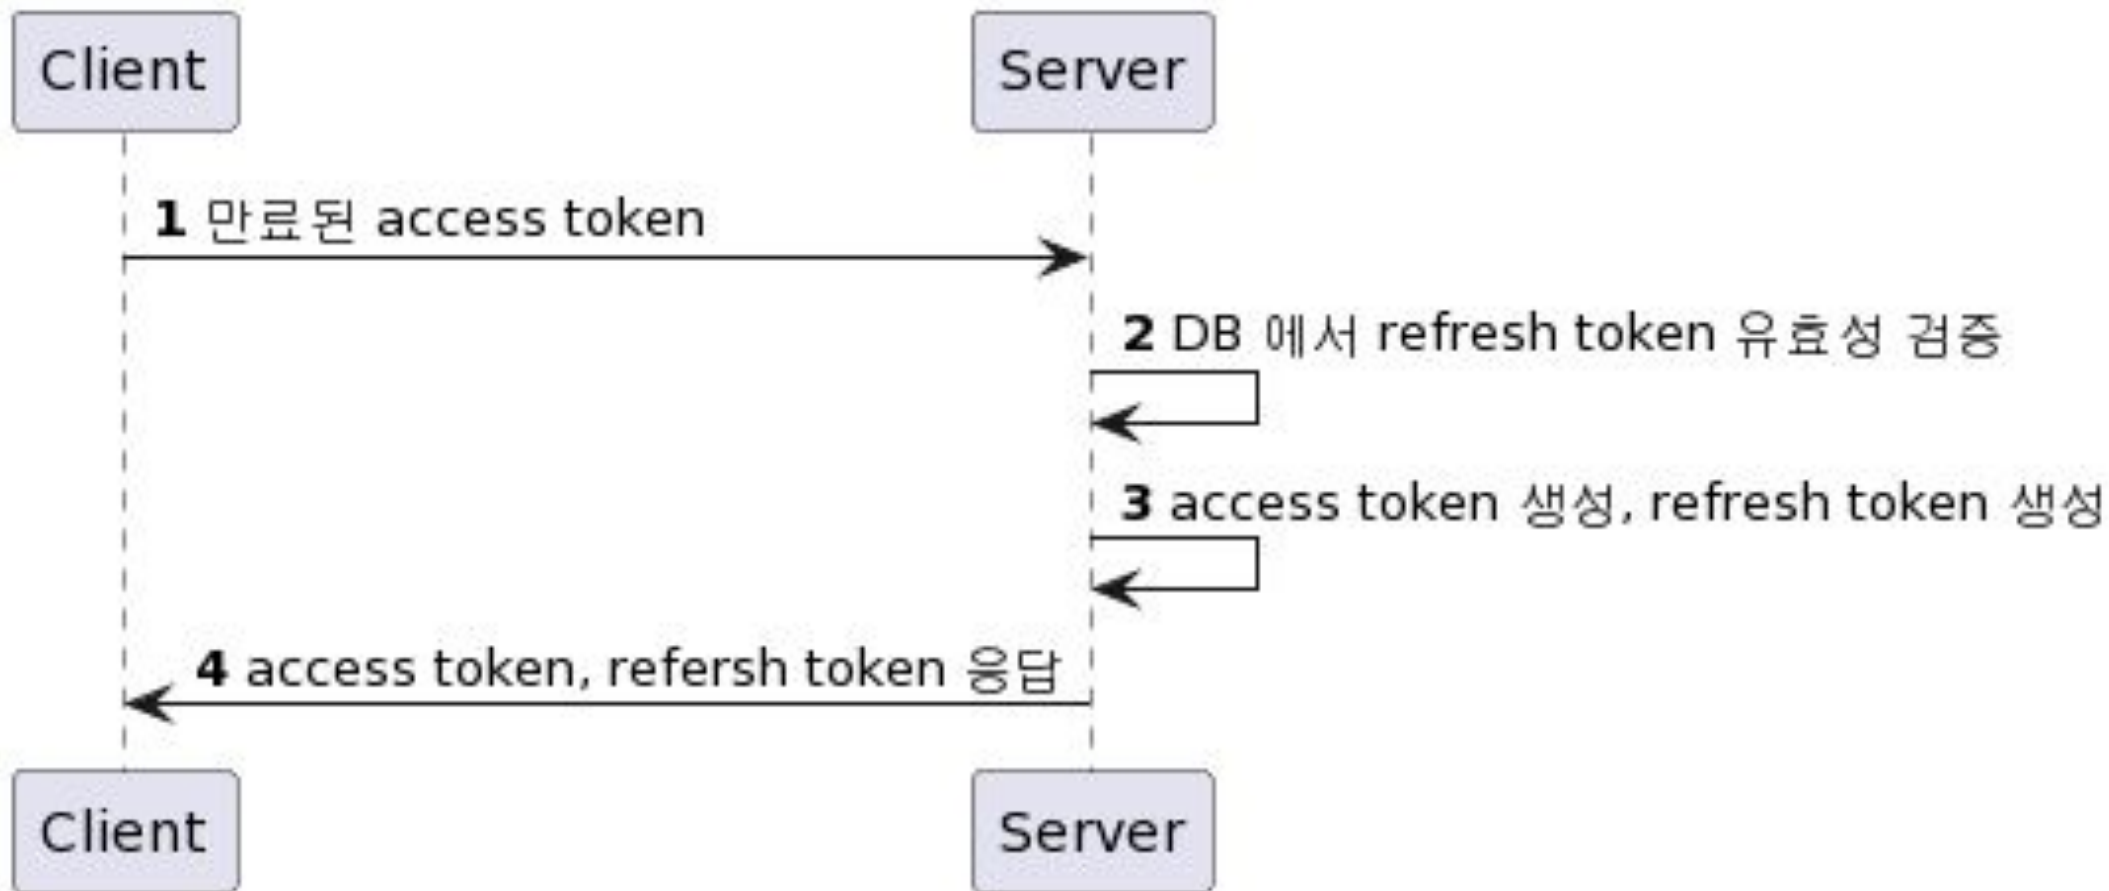 Client Server
1 만료된 access token
2 DB 에서 refresh token 유효성 검증
3 access token 생성, refresh token 생성
4 access token, refersh token 응답
Client Server